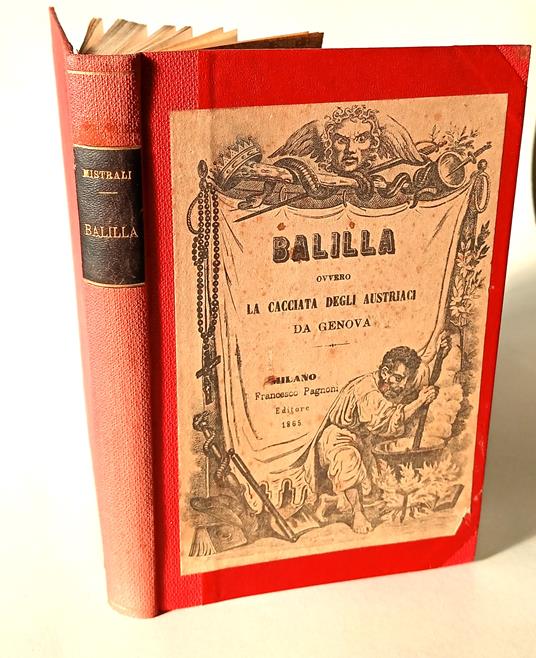 MISTRALI
BALILLA
BALILLA
OVVERO
LA CACCIATA DEGLI AUSTRIACI
DA GENOVA
MILANO
Francesco Pagnoni
Editore
1865